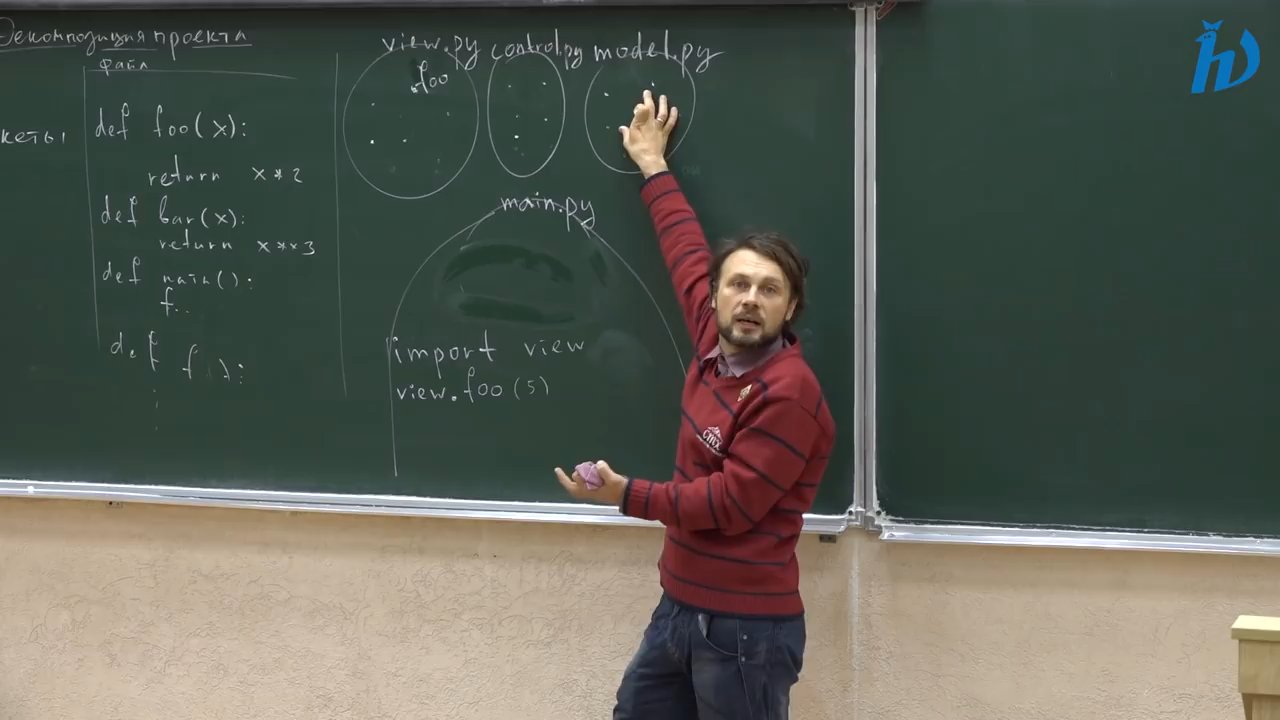 Декомпозиция проекта
файл
кеты
def foo(x):
return x**2
def bar(x):
return x**3
def main():
f..
def f():
view.py control.py model.py
.foo
main.py
import view
view.foo(5)